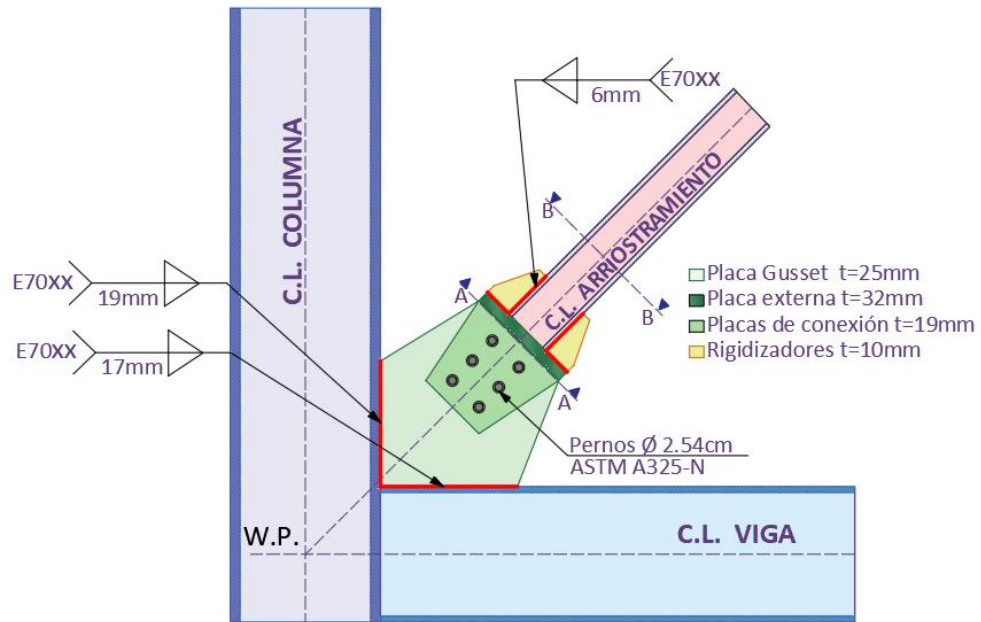 E70XX
6mm
C.L. COLUMNA
C.L. ARRIOSTRAMIENTO
B
B
A
A
E70XX
19mm
E70XX
17mm
Placa Gusset t=25mm
Placa externa t=32mm
Placas de conexión t=19mm
Rigidizadores t=10mm
Pernos Ø 2.54cm
ASTM A325-N
W.P.
C.L. VIGA